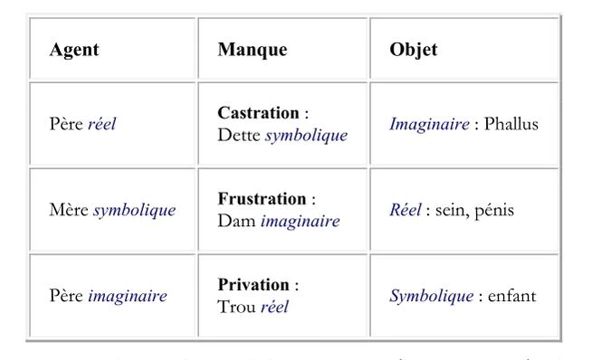 Agent Manque Objet
Père réel
Castration :
Dette symbolique
Imaginaire : Phallus
Mère symbolique
Frustration :
Dam imaginaire
Réel : sein, pénis
Père imaginaire
Privation :
Trou réel
Symbolique : enfant